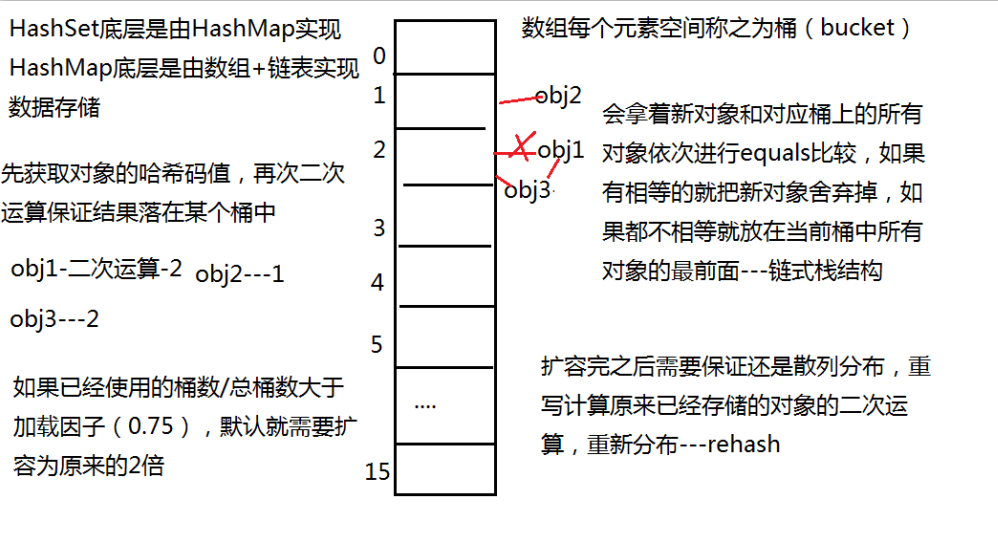 HashSet底层是由HashMap实现
HashMap底层是由数组+链表实现
数据存储
先获取对象的哈希码值，再次二次
运算保证结果落在某个桶中
obj1-二次运算-2
obj2---1
obj3---2
如果已经使用的桶数/总桶数大于
加载因子（0.75），默认就需要扩
容为原来的2倍
0
1
2
3
4
5
....
15
obj2
obj1
obj3
数组每个元素空间称之为桶（bucket）
会拿着新对象和对应桶上的所有
对象依次进行equals比较，如果
有相等的就把新对象舍弃掉，如
果都不相等就放在当前桶中所有
对象的最前面---链式栈结构
扩容完之后需要保证还是散列分布，重
写计算原来已经存储的对象的二次运
算，重新分布---rehash